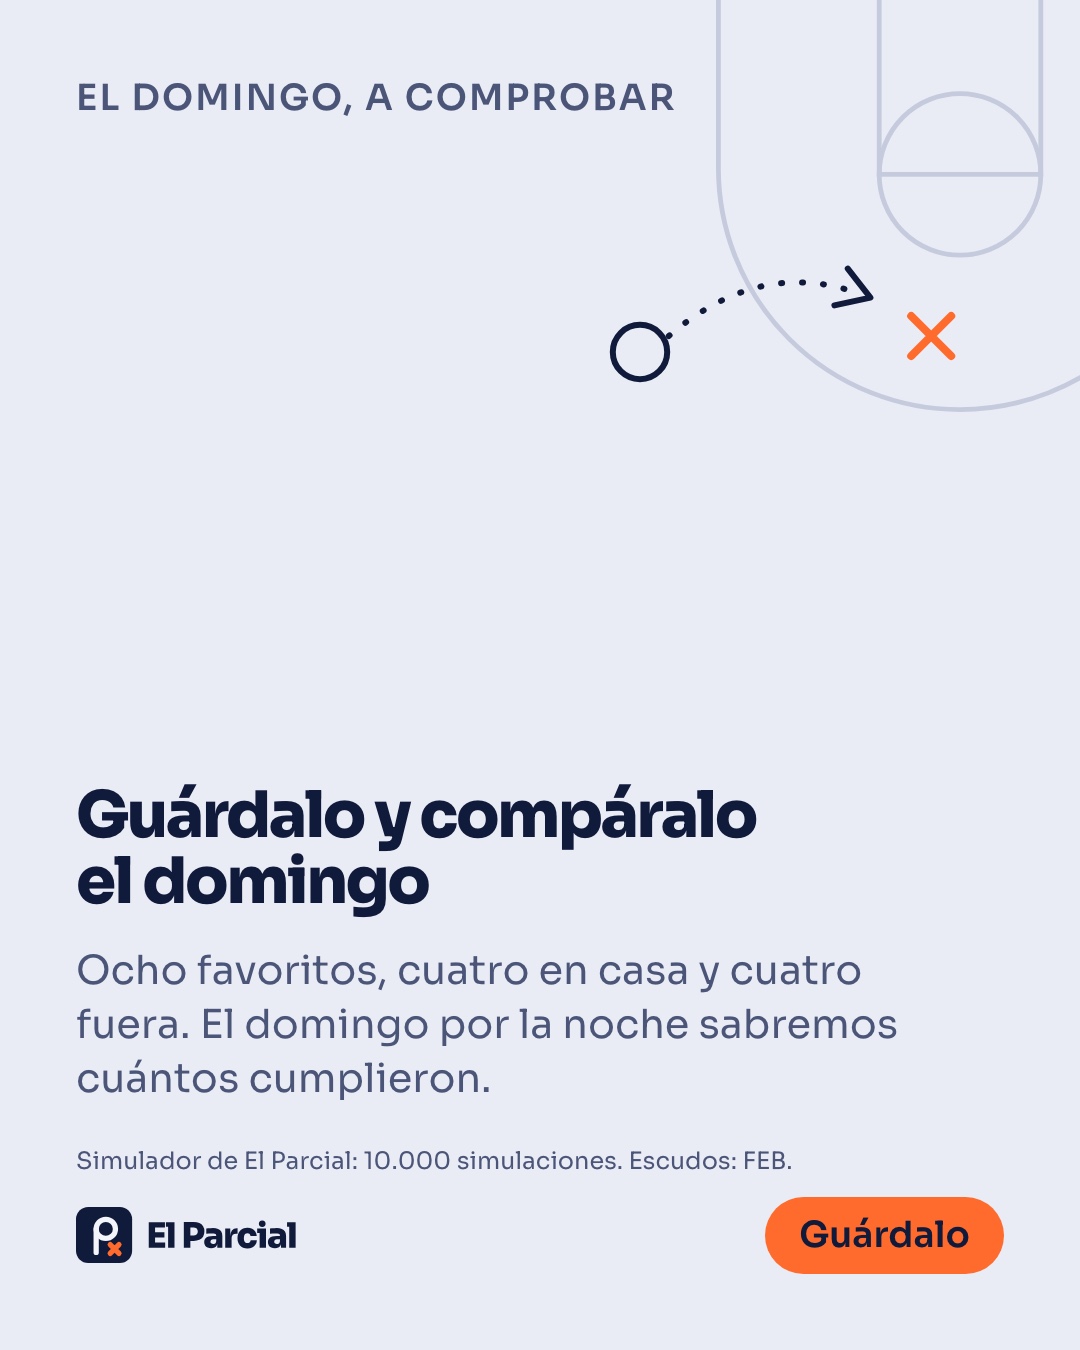 EL DOMINGO, A COMPROBAR
Guárdalo y compáralo
el domingo
Ocho favoritos, cuatro en casa y cuatro
fuera. El domingo por la noche sabremos
cuántos cumplieron.
Simulador de El Parcial: 10.000 simulaciones. Escudos: FEB.
El Parcial
Guárdalo